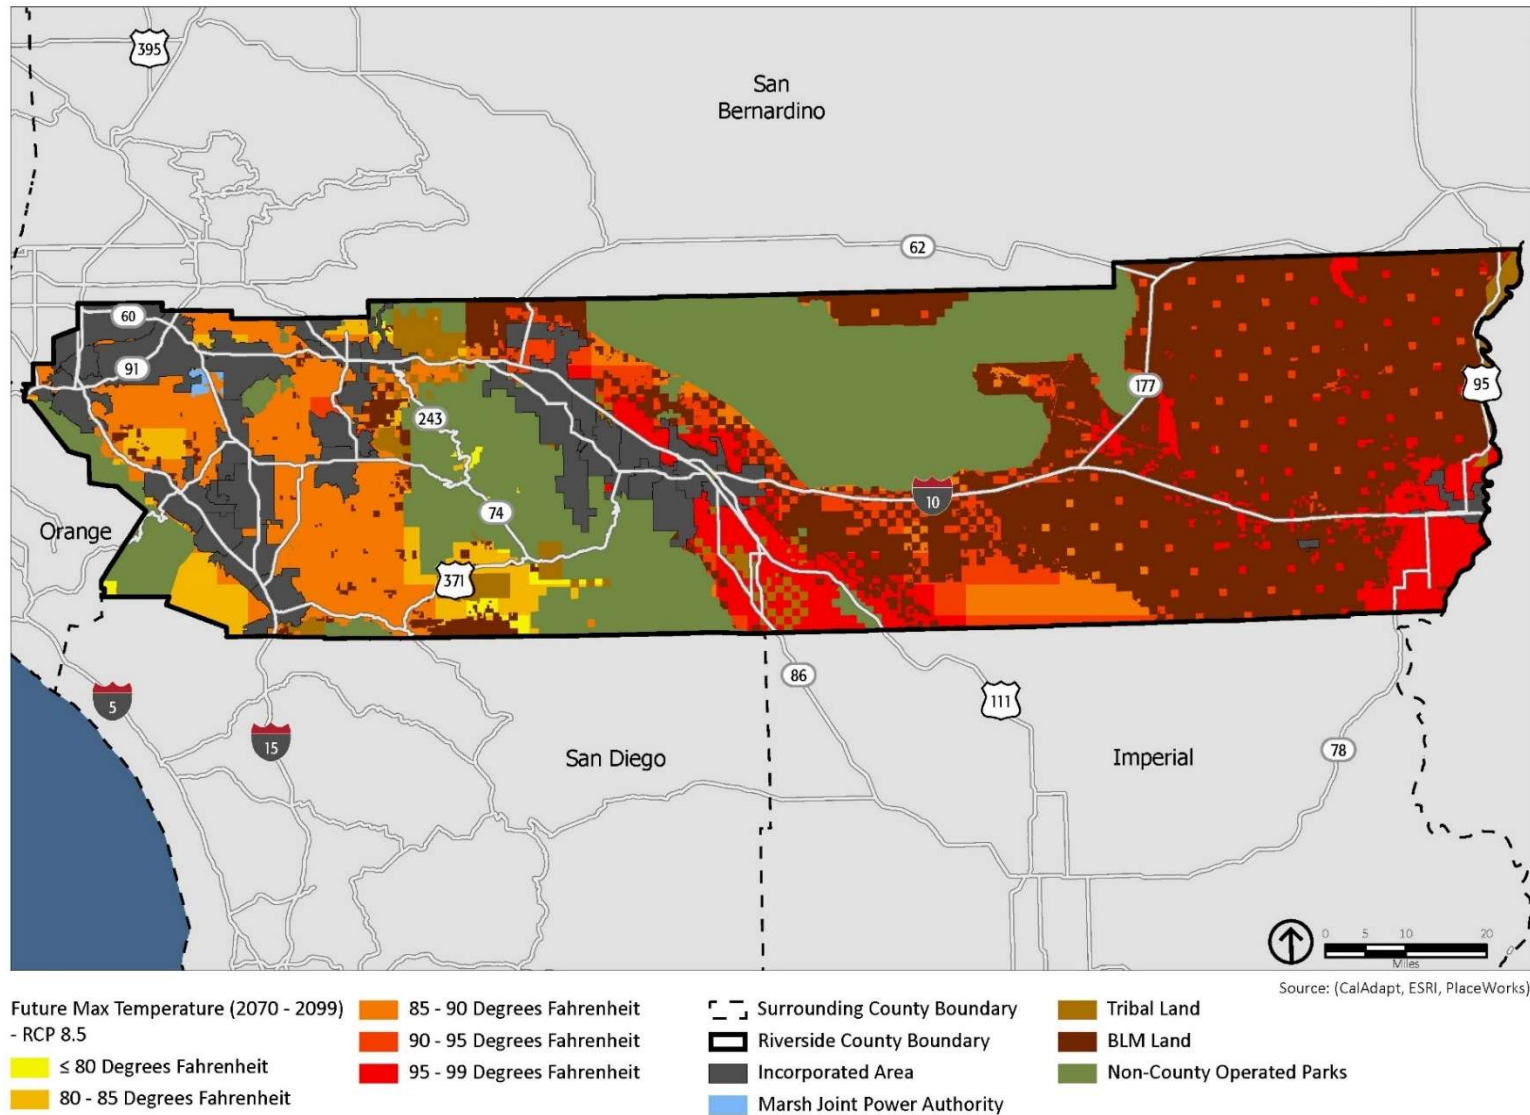 395
San
Bernardino
62
60
91
177
95
243
10
74
Orange
371
86
5
111
15
San Diego
Imperial
78
0 5 10 20
Miles
Source: (CalAdapt, ESRI, PlaceWorks)
Future Max Temperature (2070 - 2099)
- RCP 8.5
≤ 80 Degrees Fahrenheit
80 - 85 Degrees Fahrenheit
85 - 90 Degrees Fahrenheit
90 - 95 Degrees Fahrenheit
95 - 99 Degrees Fahrenheit
Surrounding County Boundary
Riverside County Boundary
Incorporated Area
Marsh Joint Power Authority
Tribal Land
BLM Land
Non-County Operated Parks